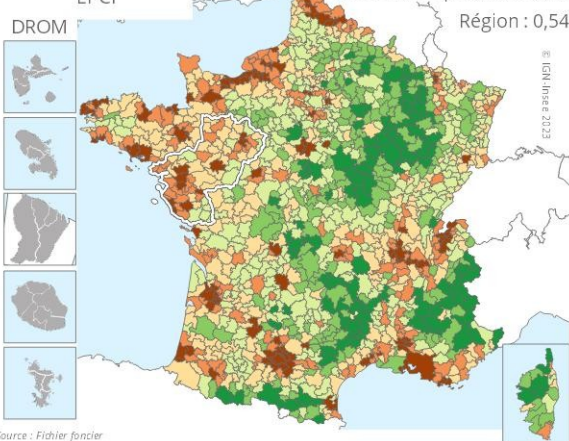 EPCI
DROM
Région : 0,54
© IGN-Insee 2023
Source : Fichier foncier